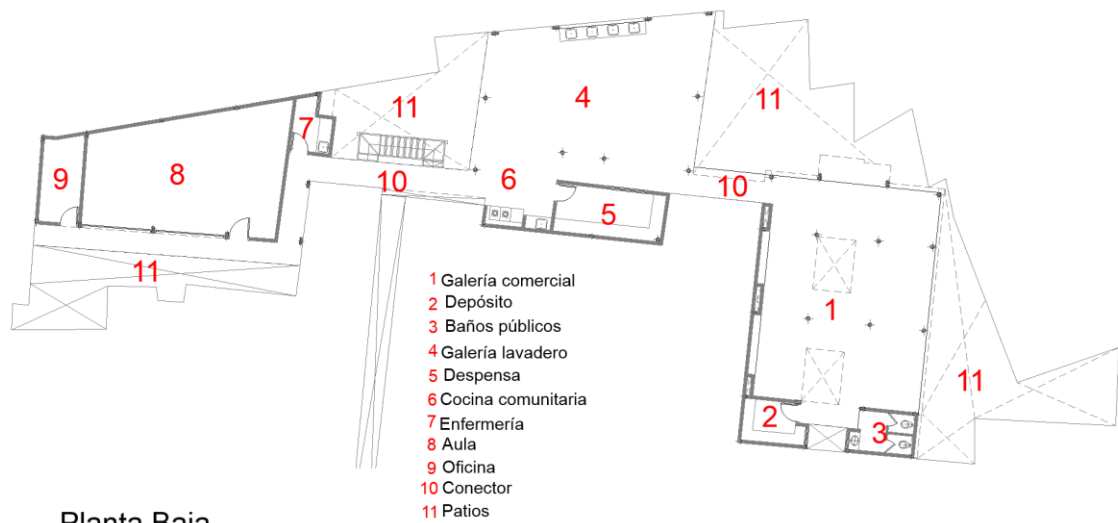 4
11
11
7
9
8
10
6
5
10
11
1
11
2
3
1 Galería comercial
2 Depósito
3 Baños públicos
4 Galería lavadero
5 Despensa
6 Cocina comunitaria
7 Enfermería
8 Aula
9 Oficina
10 Conector
11 Patios
Planta Baja